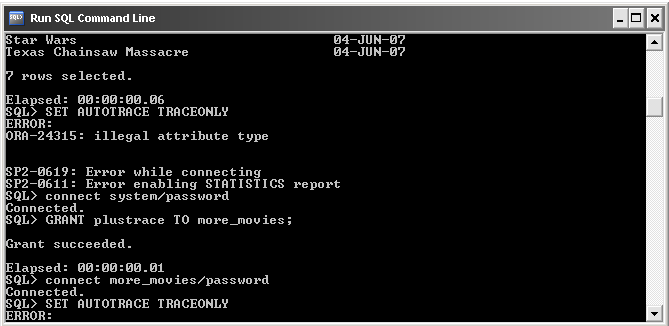 Run SQL Command Line
Star Wars 04-JUN-07
Texas Chainsaw Massacre 04-JUN-07
7 rows selected.
Elapsed: 00:00:00.06
SQL> SET AUTOTRACE TRACEONLY
ERROR:
ORA-24315: illegal attribute type
SP2-0619: Error while connecting
SP2-0611: Error enabling STATISTICS report
SQL> connect system/password
Connected.
SQL> GRANT plustrace TO more_movies;
Grant succeeded.
Elapsed: 00:00:00.01
SQL> connect more_movies/password
Connected.
SQL> SET AUTOTRACE TRACEONLY
ERROR: